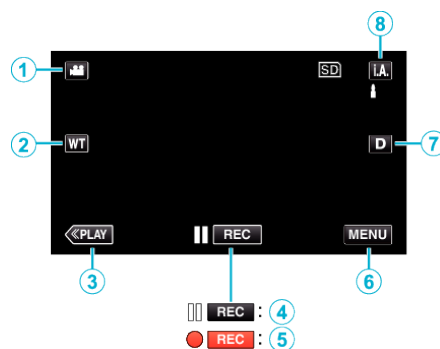 8
1
SD i.A.
2 WT D 7
≪PLAY REC MENU
3 6
REC : 4
REC : 5